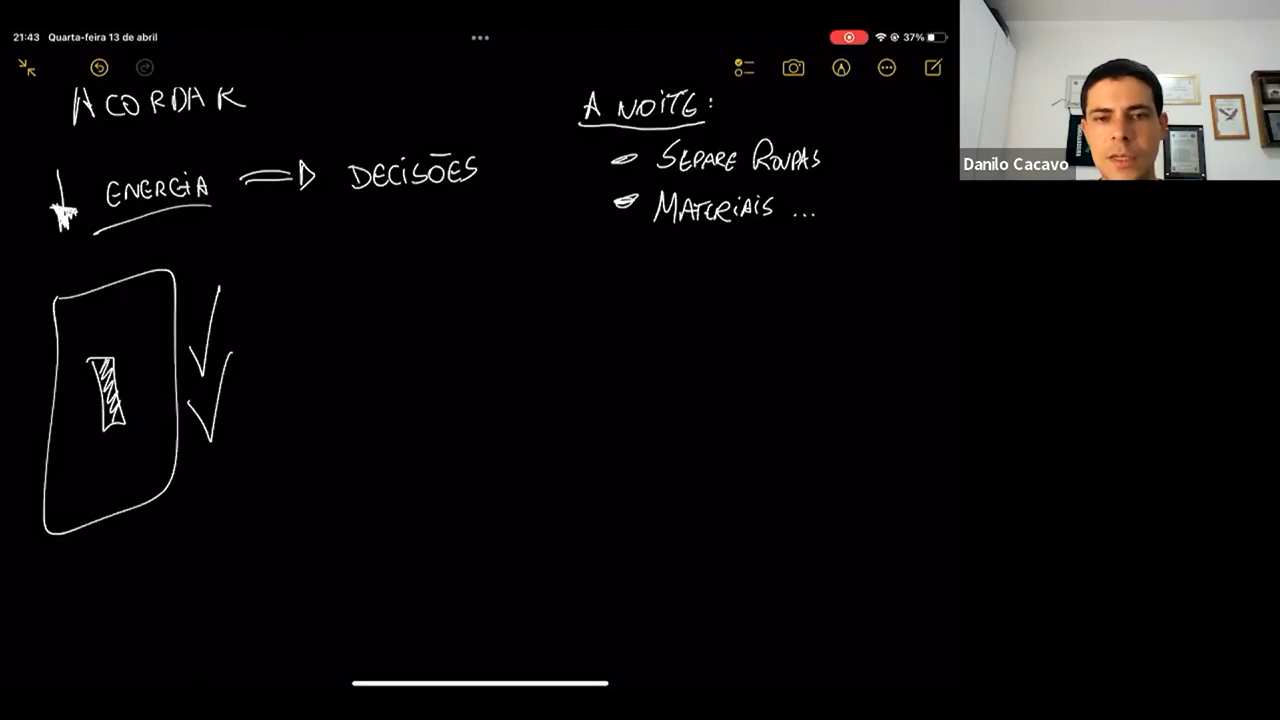 21:43 Quarta-feira 13 de abril
37%
ACORDAR
ENERGIA ⇒ DECISÕES
A NOITE:
- SEPARE ROUPAS
- MATERIAIS ...
Danilo Cacavo